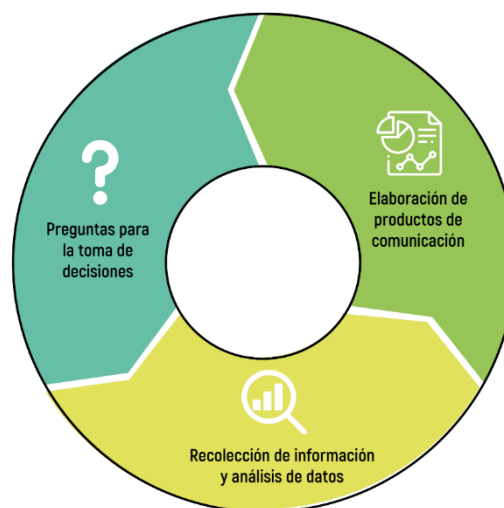 Preguntas para
la toma de
decisiones
Elaboración de
productos de
comunicación
Recolección de información
y análisis de datos